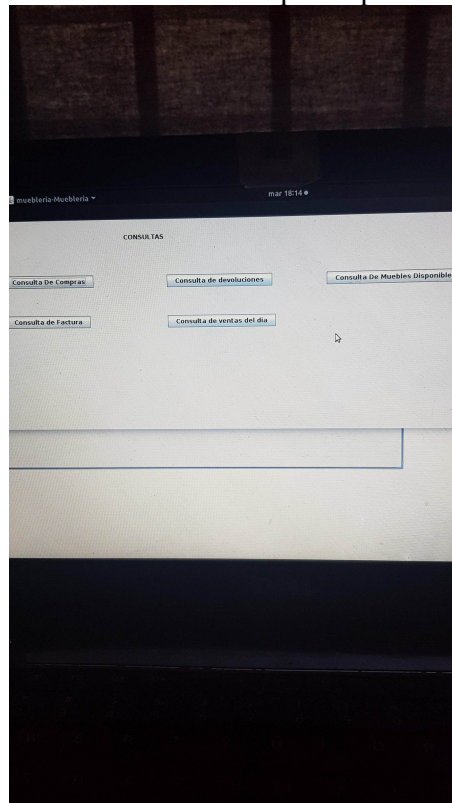 muebleria-Muebleria
mar 18:14
CONSULTAS
Consulta De Compras
Consulta de devoluciones
Consulta De Muebles Disponible
Consulta de Factura
Consulta de ventas del dia